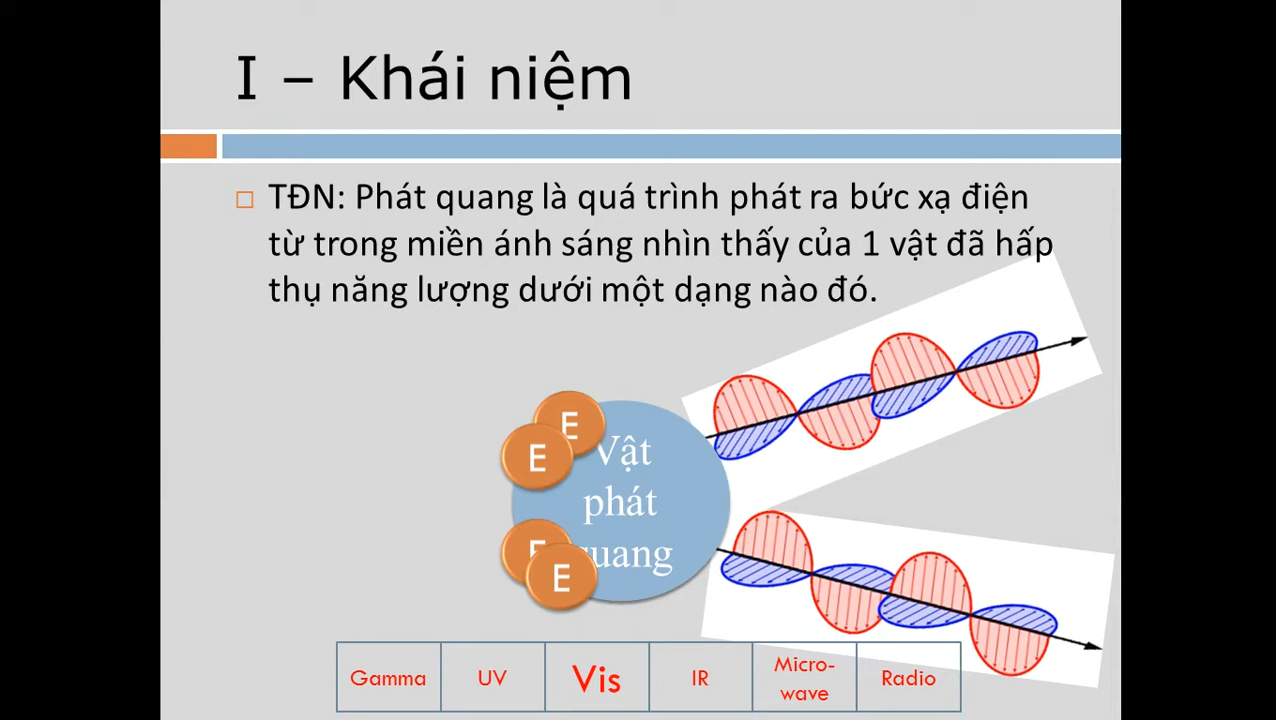 I – Khái niệm
TĐN: Phát quang là quá trình phát ra bức xạ điện
từ trong miền ánh sáng nhìn thấy của 1 vật đã hấp
thụ năng lượng dưới một dạng nào đó.
E
E
Vật
phát
quang
E
E
Gamma
UV
Vis
IR
Micro-
wave
Radio